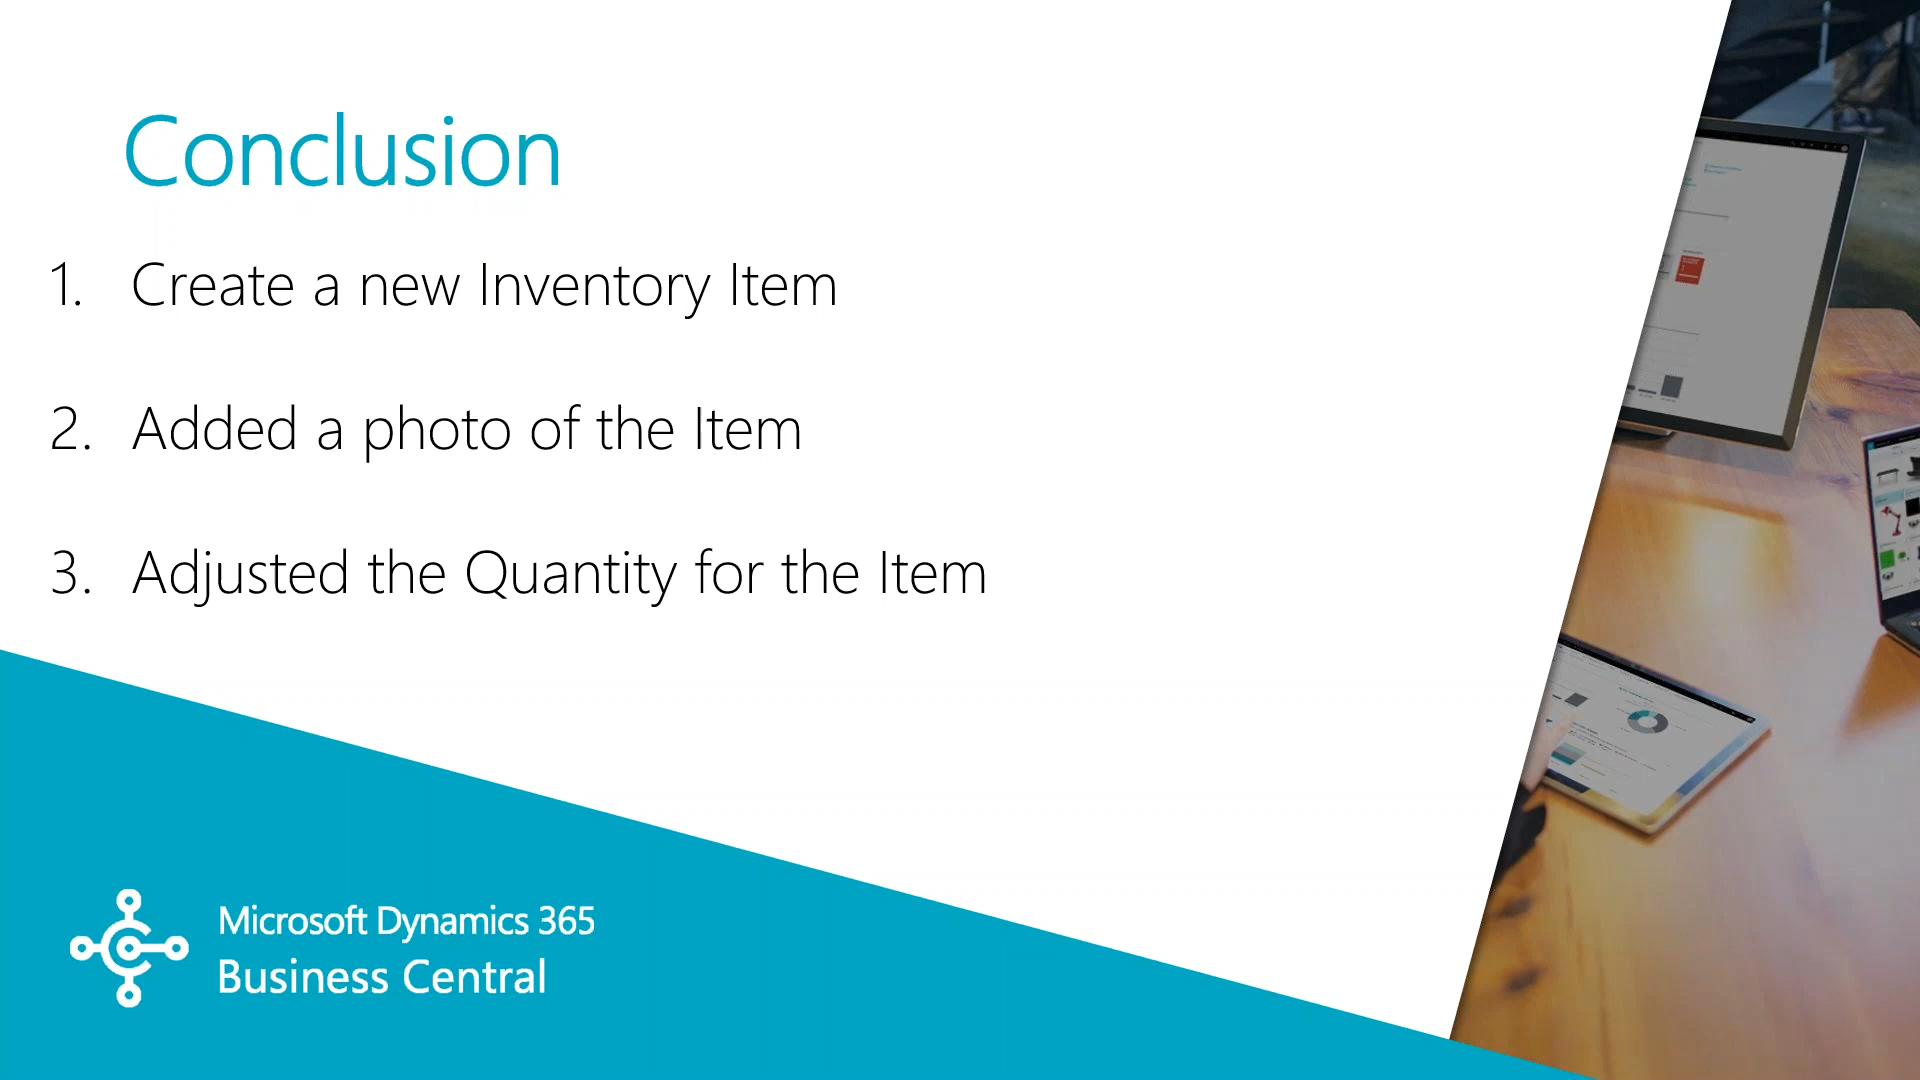 Conclusion
1. Create a new Inventory Item
2. Added a photo of the Item
3. Adjusted the Quantity for the Item
Microsoft Dynamics 365
Business Central